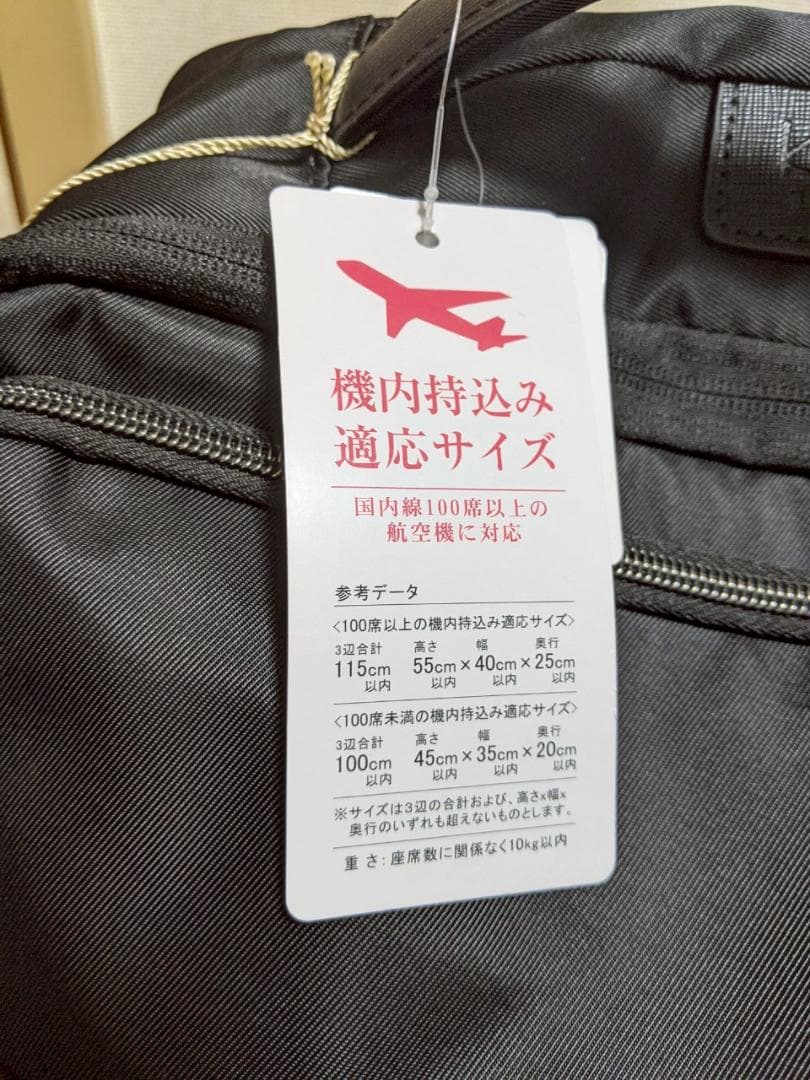 機内持込み
適応サイズ
国内線100席以上の
航空機に対応
参考データ
<100席以上の機内持込み適応サイズ>
3辺合計 高さ 幅 奥行
115cm 55cm×40cm×25cm
以内 以内 以内 以内
<100席未満の機内持込み適応サイズ>
3辺合計 高さ 幅 奥行
100cm 45cm×35cm×20cm
以内 以内 以内 以内
※サイズは3辺の合計および、高さx幅x
奥行のいずれも超えないものとします。
重さ:座席数に関係なく10kg以内